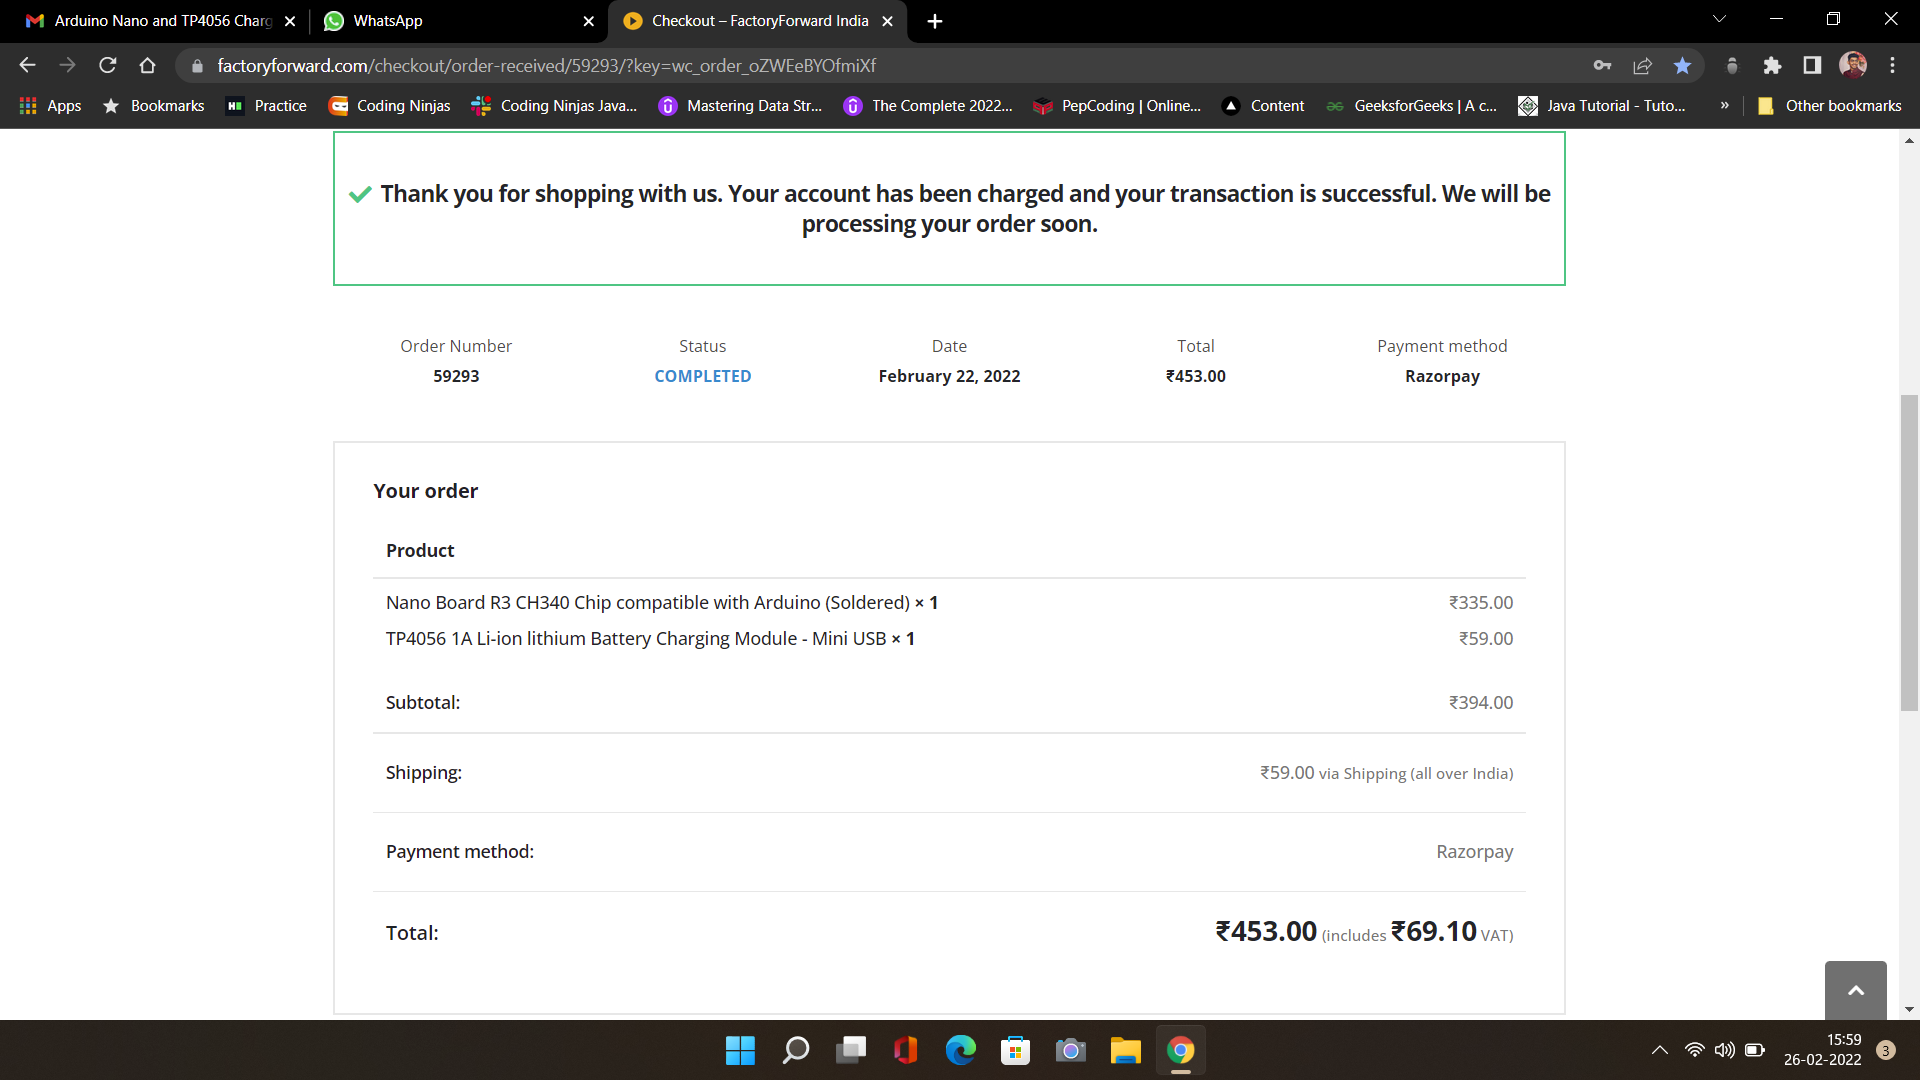 Arduino Nano and TP4056 Charg
WhatsApp
Checkout – FactoryForward India
factoryforward.com/checkout/order-received/59293/?key=wc_order_oZWEeBYOfmiXf
Apps
Bookmarks
Practice
Coding Ninjas
Coding Ninjas Java...
Mastering Data Str...
The Complete 2022...
PepCoding | Online...
Content
GeeksforGeeks | A c...
Java Tutorial - Tuto...
»
Other bookmarks
Thank you for shopping with us. Your account has been charged and your transaction is successful. We will be
processing your order soon.
Order Number Status Date Total Payment method
59293 COMPLETED February 22, 2022 ₹453.00 Razorpay
Your order
Product
Nano Board R3 CH340 Chip compatible with Arduino (Soldered) × 1 ₹335.00
TP4056 1A Li-ion lithium Battery Charging Module - Mini USB × 1 ₹59.00
Subtotal: ₹394.00
Shipping: ₹59.00 via Shipping (all over India)
Payment method: Razorpay
Total: ₹453.00 (includes ₹69.10 VAT)
15:59
26-02-2022
3